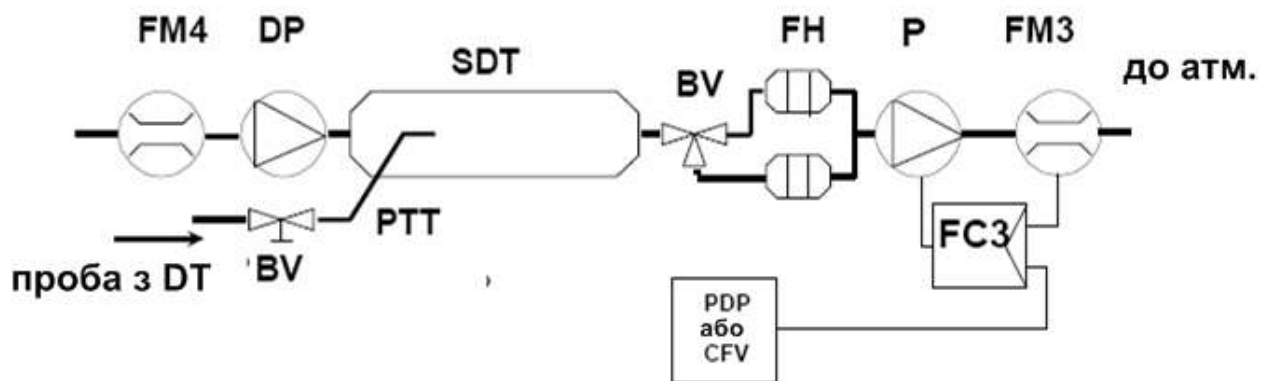 FM4
DP
SDT
BV
FH
P
FM3
до атм.
PTT
BV
проба з DT
FC3
PDP
або
CFV